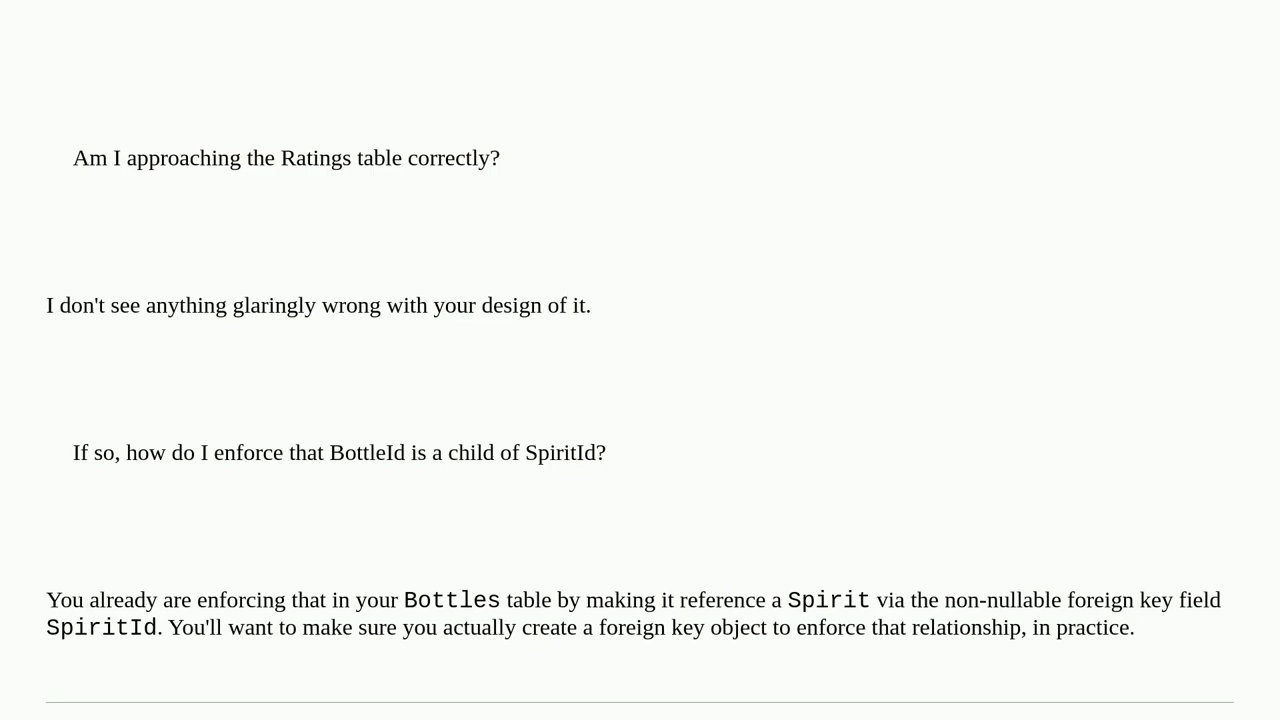 Am I approaching the Ratings table correctly?
I don't see anything glaringly wrong with your design of it.
If so, how do I enforce that BottleId is a child of SpiritId?
You already are enforcing that in your Bottles table by making it reference a Spirit via the non-nullable foreign key field
SpiritId. You'll want to make sure you actually create a foreign key object to enforce that relationship, in practice.